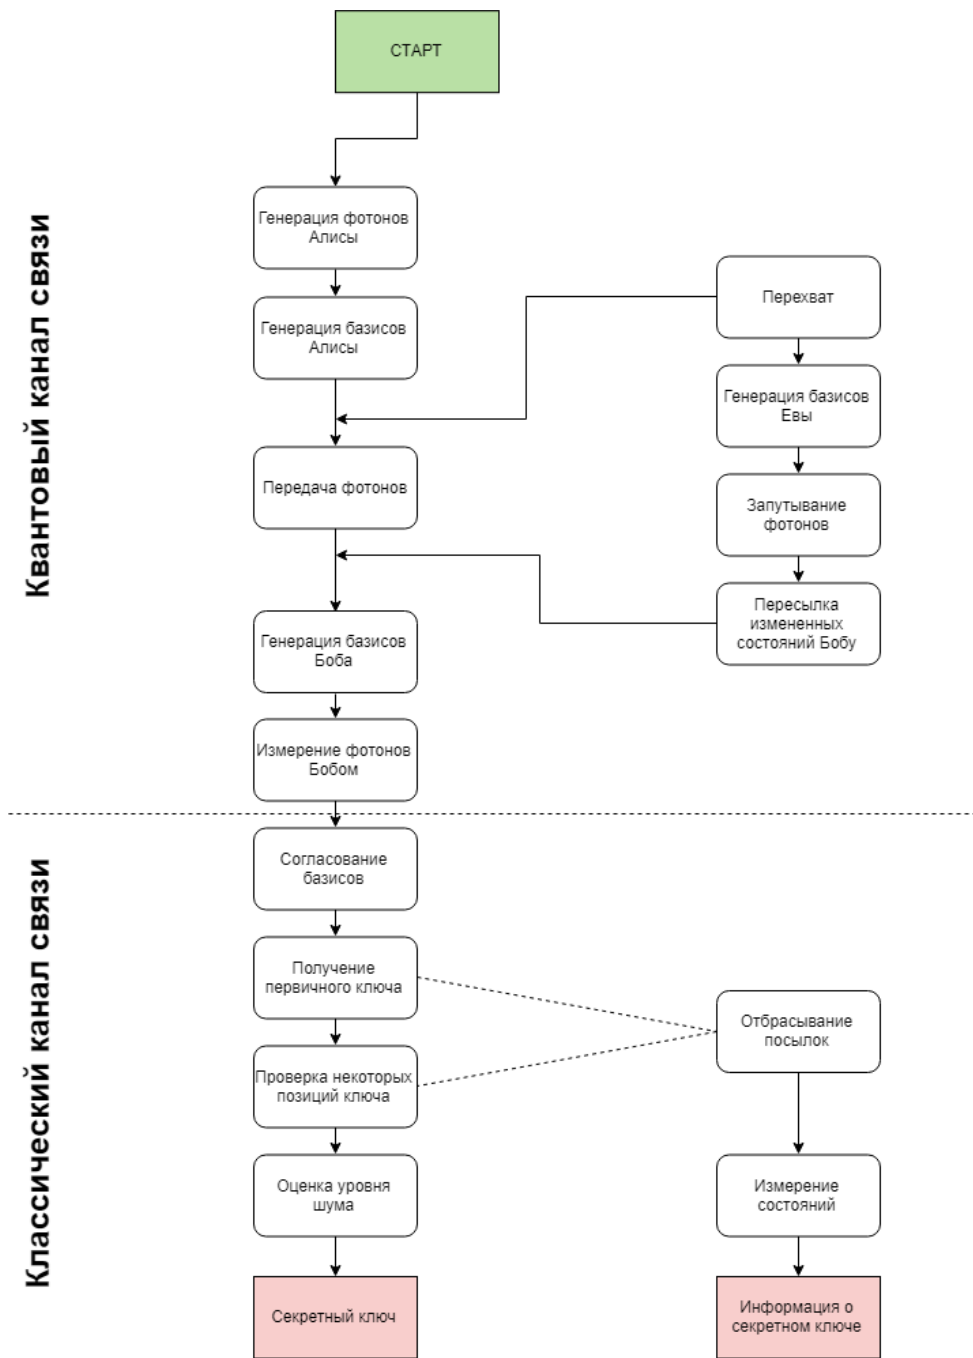 СТАРТ
Квантовый канал связи
Генерация фотонов
Алисы
Генерация базисов
Алисы
Передача фотонов
Генерация базисов
Боба
Измерение фотонов
Бобом
Перехват
Генерация базисов
Евы
Запутывание
фотонов
Пересылка
измененных
состояний Бобу
Классический канал связи
Согласование
базисов
Получение
первичного ключа
Проверка некоторых
позиций ключа
Оценка уровня
шума
Секретный ключ
Отбрасывание
посылок
Измерение
состояний
Информация о
секретном ключе